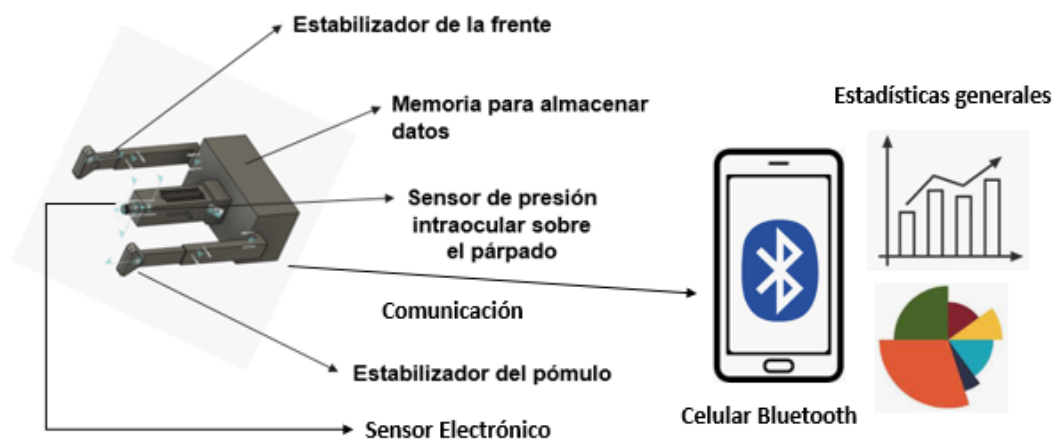 Estabilizador de la frente
Memoria para almacenar
datos
Estadísticas generales
Sensor de presión
intraocular sobre
el párpado
Comunicación
Estabilizador del pómulo
Celular Bluetooth
Sensor Electrónico